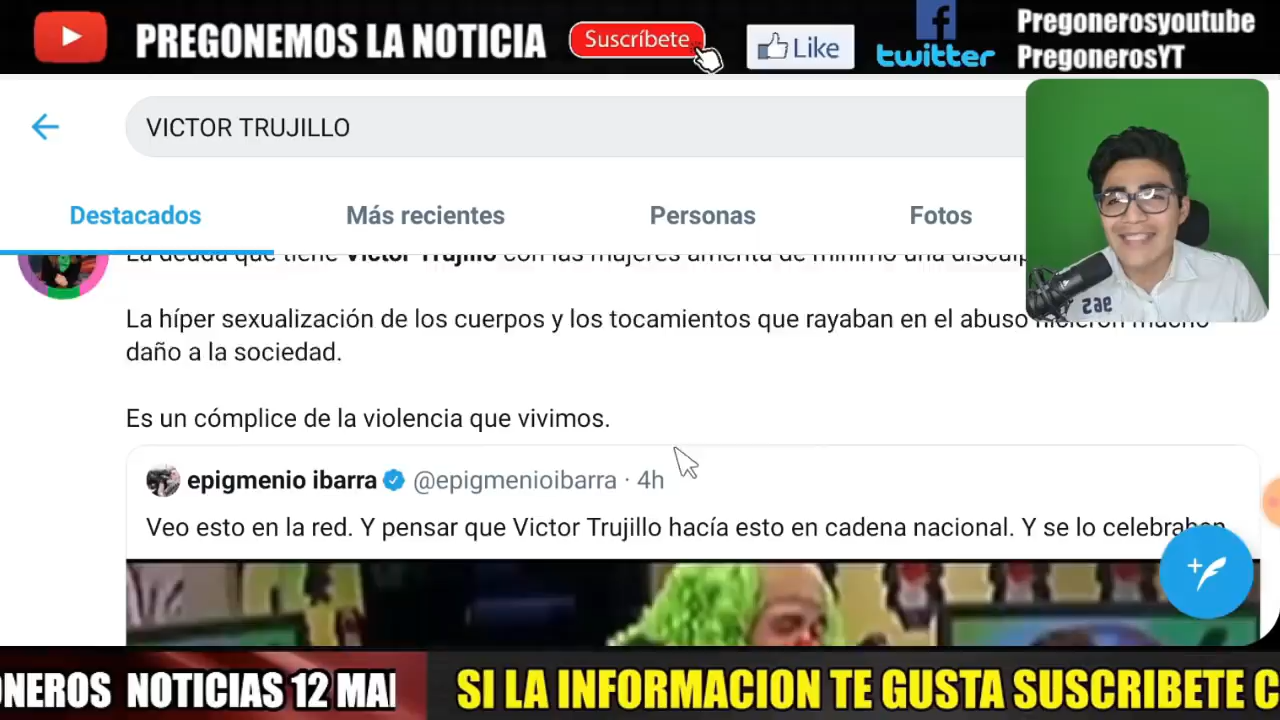 PREGONEMOS LA NOTICIA
Suscríbete
Like
twitter
Pregonerosyoutube
PregonerosYT
VICTOR TRUJILLO
Destacados
Más recientes
Personas
Fotos
La deuda que tiene Victor Trujillo con las mujeres amerita de mínimo una
La híper sexualización de los cuerpos y los tocamientos que rayaban en el abuso hicieron mucho
daño a la sociedad.
Es un cómplice de la violencia que vivimos.
epigmenio ibarra @epigmenioibarra · 4h
Veo esto en la red. Y pensar que Victor Trujillo hacía esto en cadena nacional. Y se lo celebraban
ONEROS NOTICIAS 12 MA
SI LA INFORMACION TE GUSTA SUSCRIBETE C